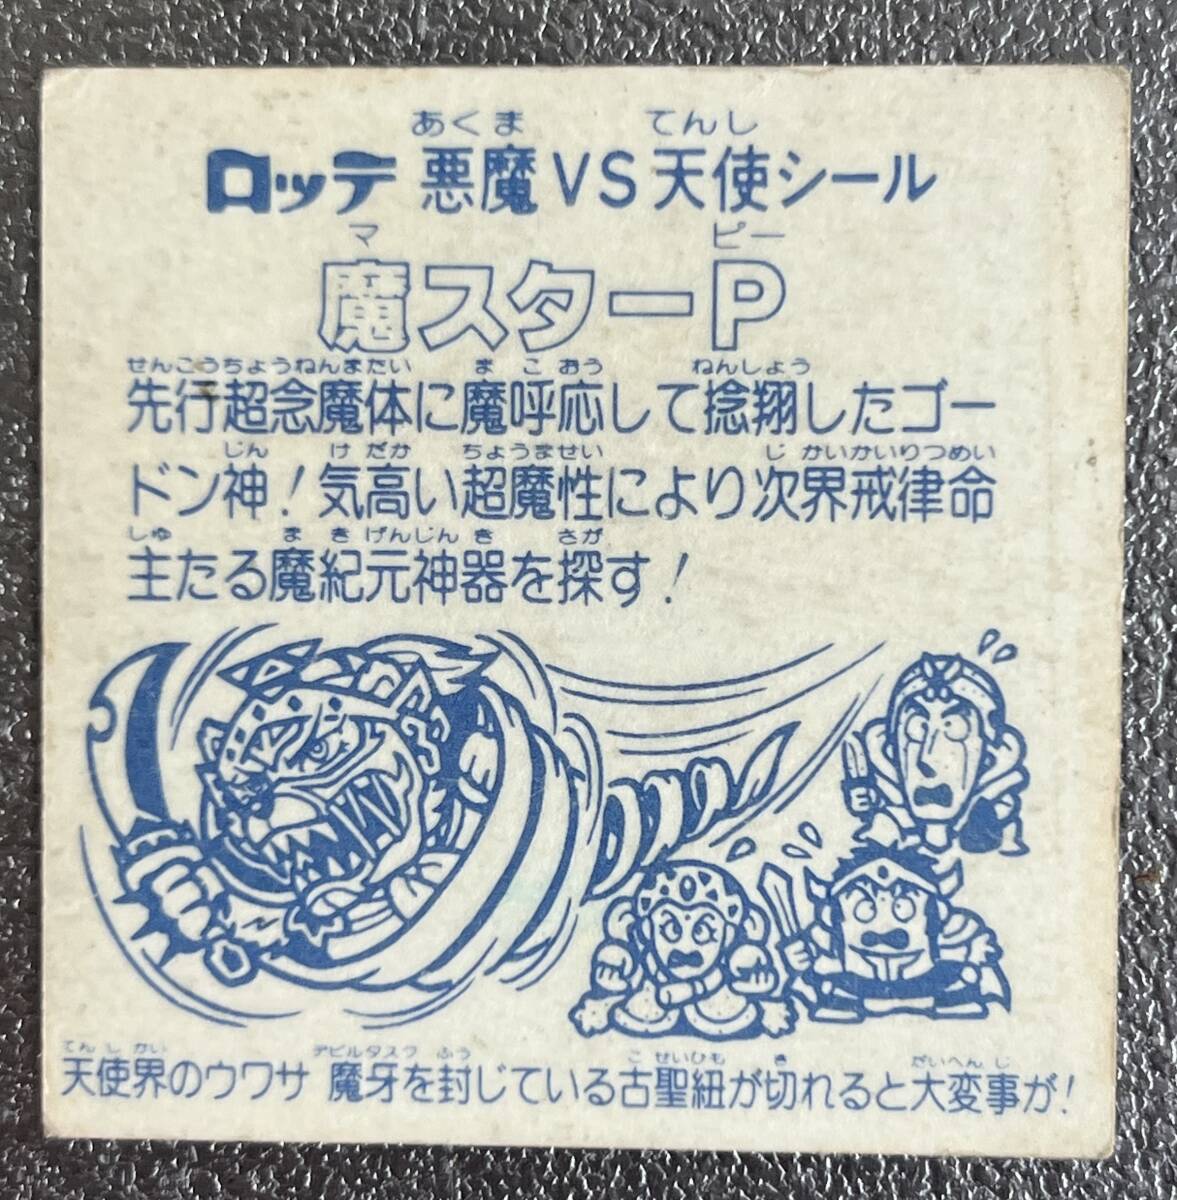 あくま てんし
ロッテ 悪魔VS天使シール
マ ピー
魔スターP
せんこうちょうねんまたい ま こ おう ねんしょう
先行超念魔体に魔呼応して捻翔したゴー
じん け だか ちょうませい じ かいかいりつめい
ドン神!気高い超魔性により次界戒律命
しゅ ま き げんじん き さが
主たる魔紀元神器を探す!
てん し かい デビルタスク ふう こ せいひも き だいへん じ
天使界のウワサ 魔牙を封じている古聖紐が切れると大変事が!